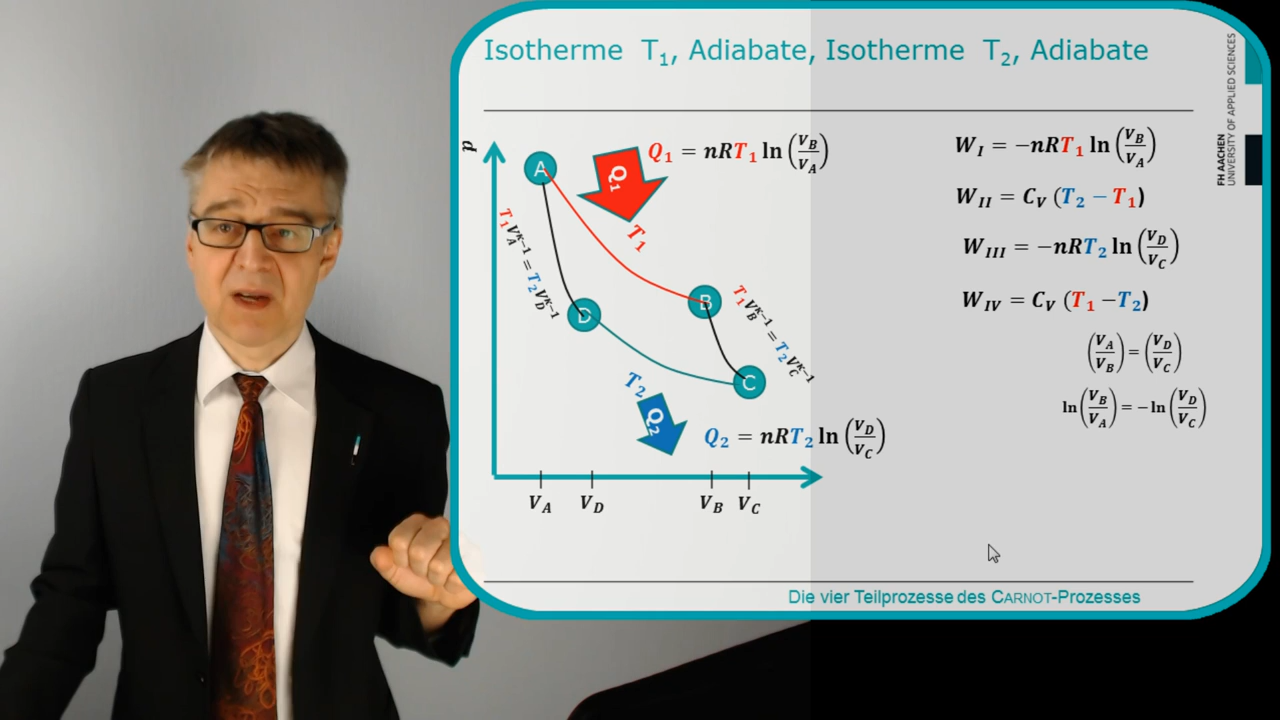 Isotherme T₁, Adiabate, Isotherme T₂, Adiabate
FH AACHEN
UNIVERSITY OF APPLIED SCIENCES
p
A
Q₁
Q₁ = nRT₁ ln (V_B/V_A)
T₁
T₁V_A^κ−1 = T₂V_D^κ−1
D
B
T₁V_B^κ−1 = T₂V_C^κ−1
C
T₂
Q₂
Q₂ = nRT₂ ln (V_D/V_C)
V_A V_D V_B V_C
W_I = −nRT₁ ln (V_B/V_A)
W_II = C_V (T₂ − T₁)
W_III = −nRT₂ ln (V_D/V_C)
W_IV = C_V (T₁ −T₂)
(V_A/V_B) = (V_D/V_C)
ln(V_B/V_A) = −ln(V_D/V_C)
Die vier Teilprozesse des CARNOT-Prozesses